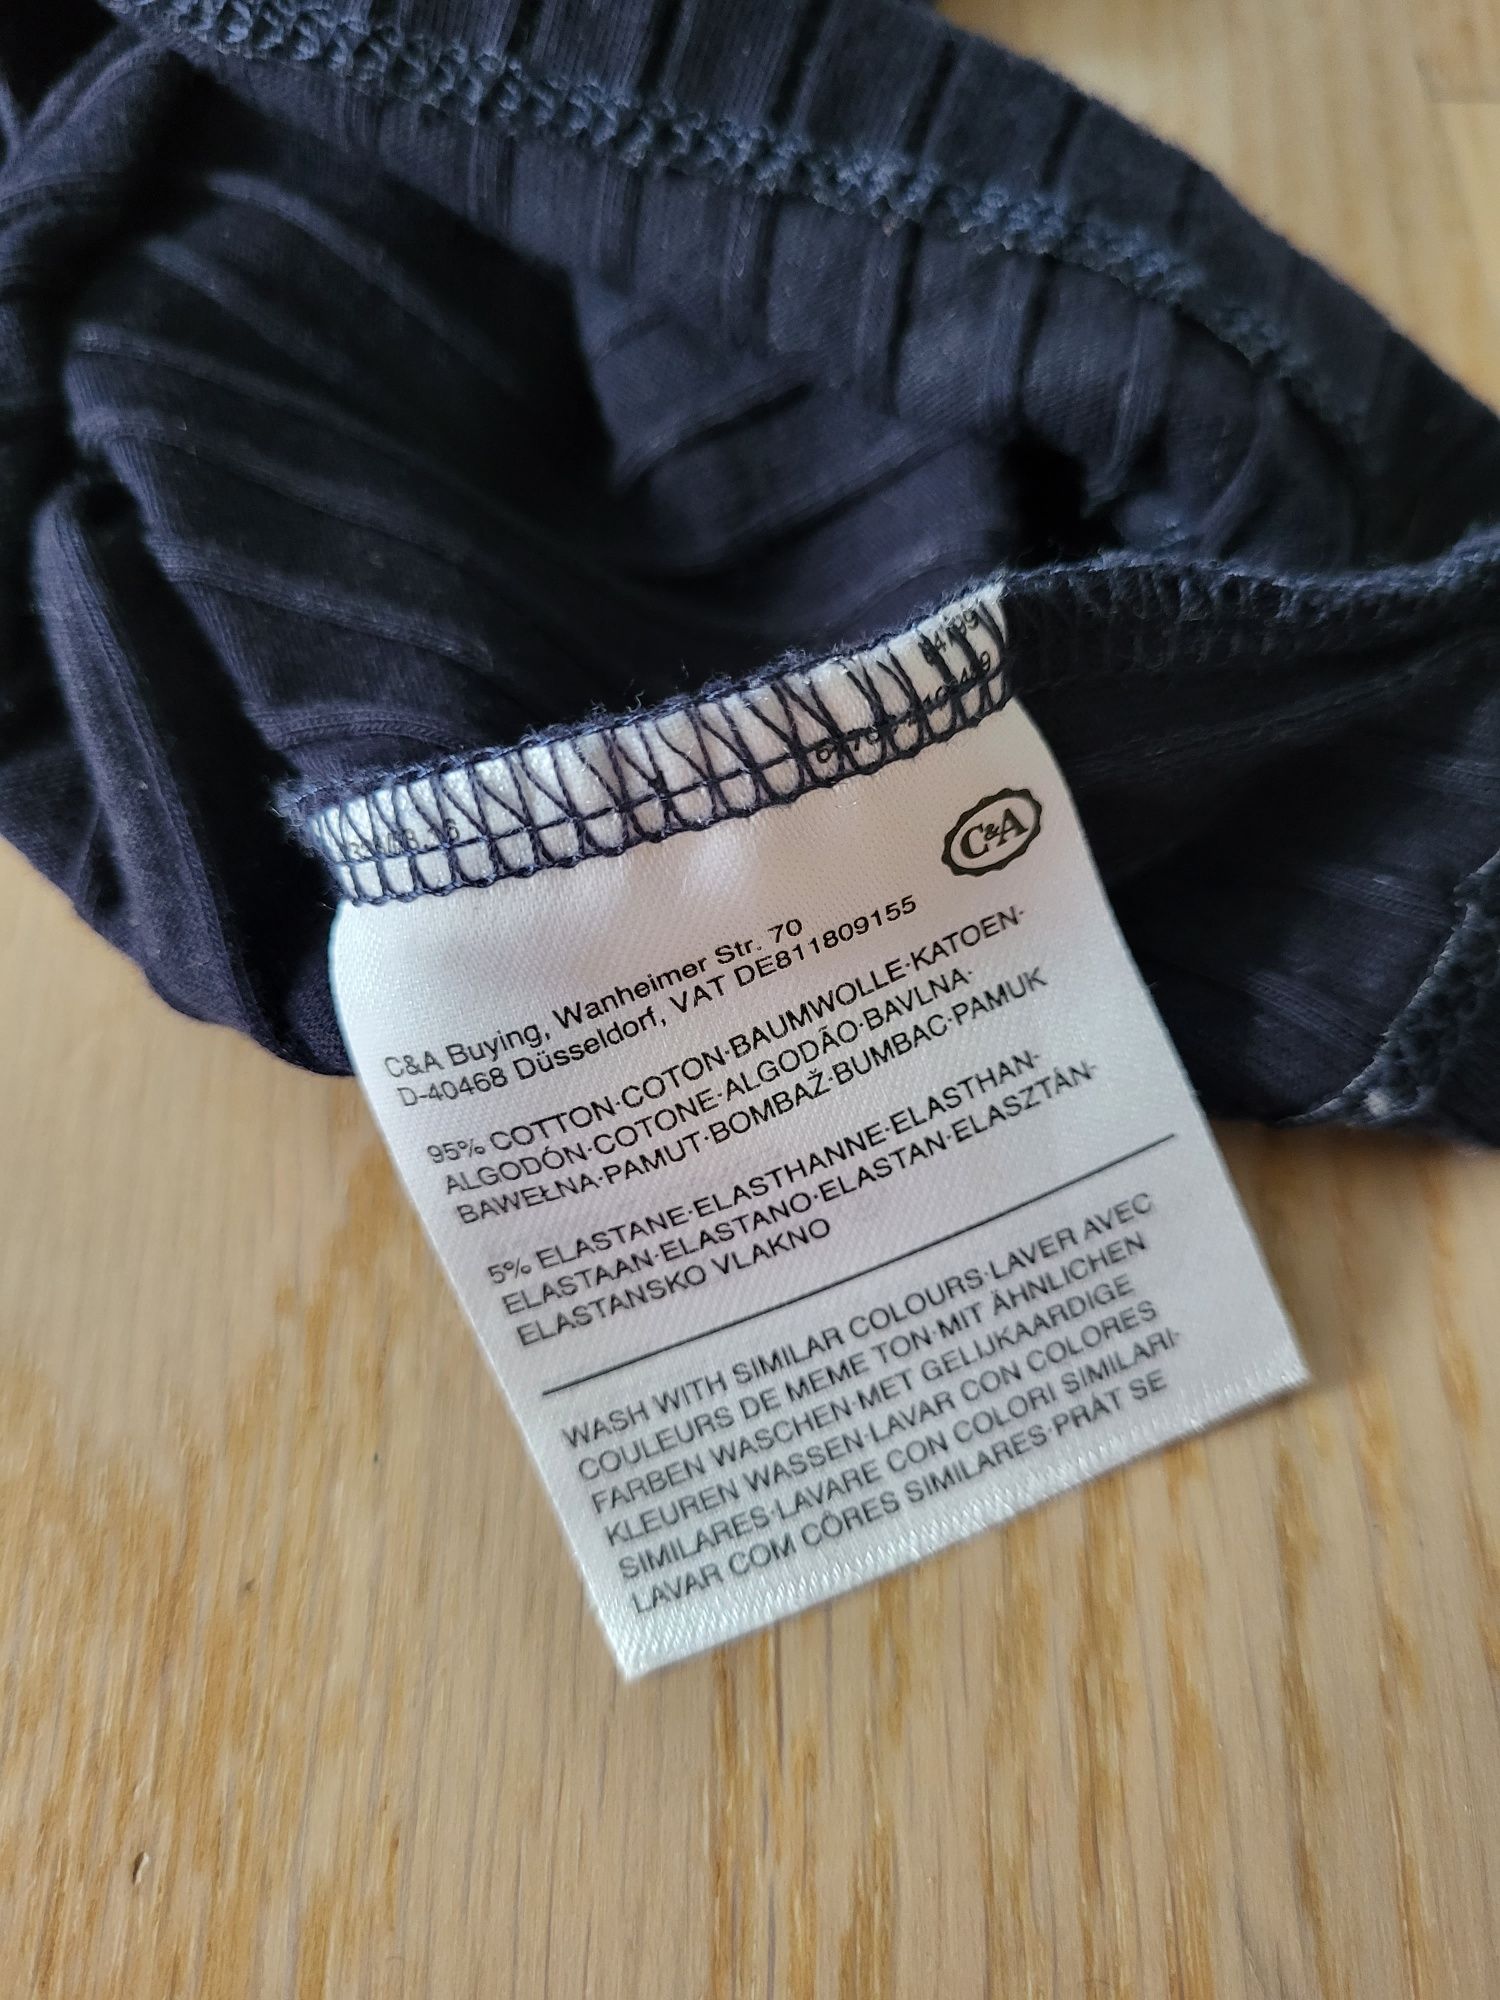 C&A
C&A Buying, Wanheimer Str. 70
D-40468 Düsseldorf, VAT DE811809155
95% COTTON·COTON·BAUMWOLLE·KATOEN·
ALGODÓN·COTONE·ALGODÃO·BAVLNA·
BAWEŁNA·PAMUT·BOMBAŽ·BUMBAC·PAMUK
5% ELASTANE·ELASTHANNE·ELASTHAN·
ELASTAAN·ELASTANO·ELASTAN·ELASZTÁN·
ELASTANSKO VLAKNO
WASH WITH SIMILAR COLOURS·LAVER AVEC
COULEURS DE MEME TON·MIT ÄHNLICHEN
FARBEN WASCHEN·MET GELIJKAARDIGE
KLEUREN WASSEN·LAVAR CON COLORES
SIMILARES·LAVARE CON COLORI SIMILARI·
LAVAR COM CÔRES SIMILARES·PRÁT SE